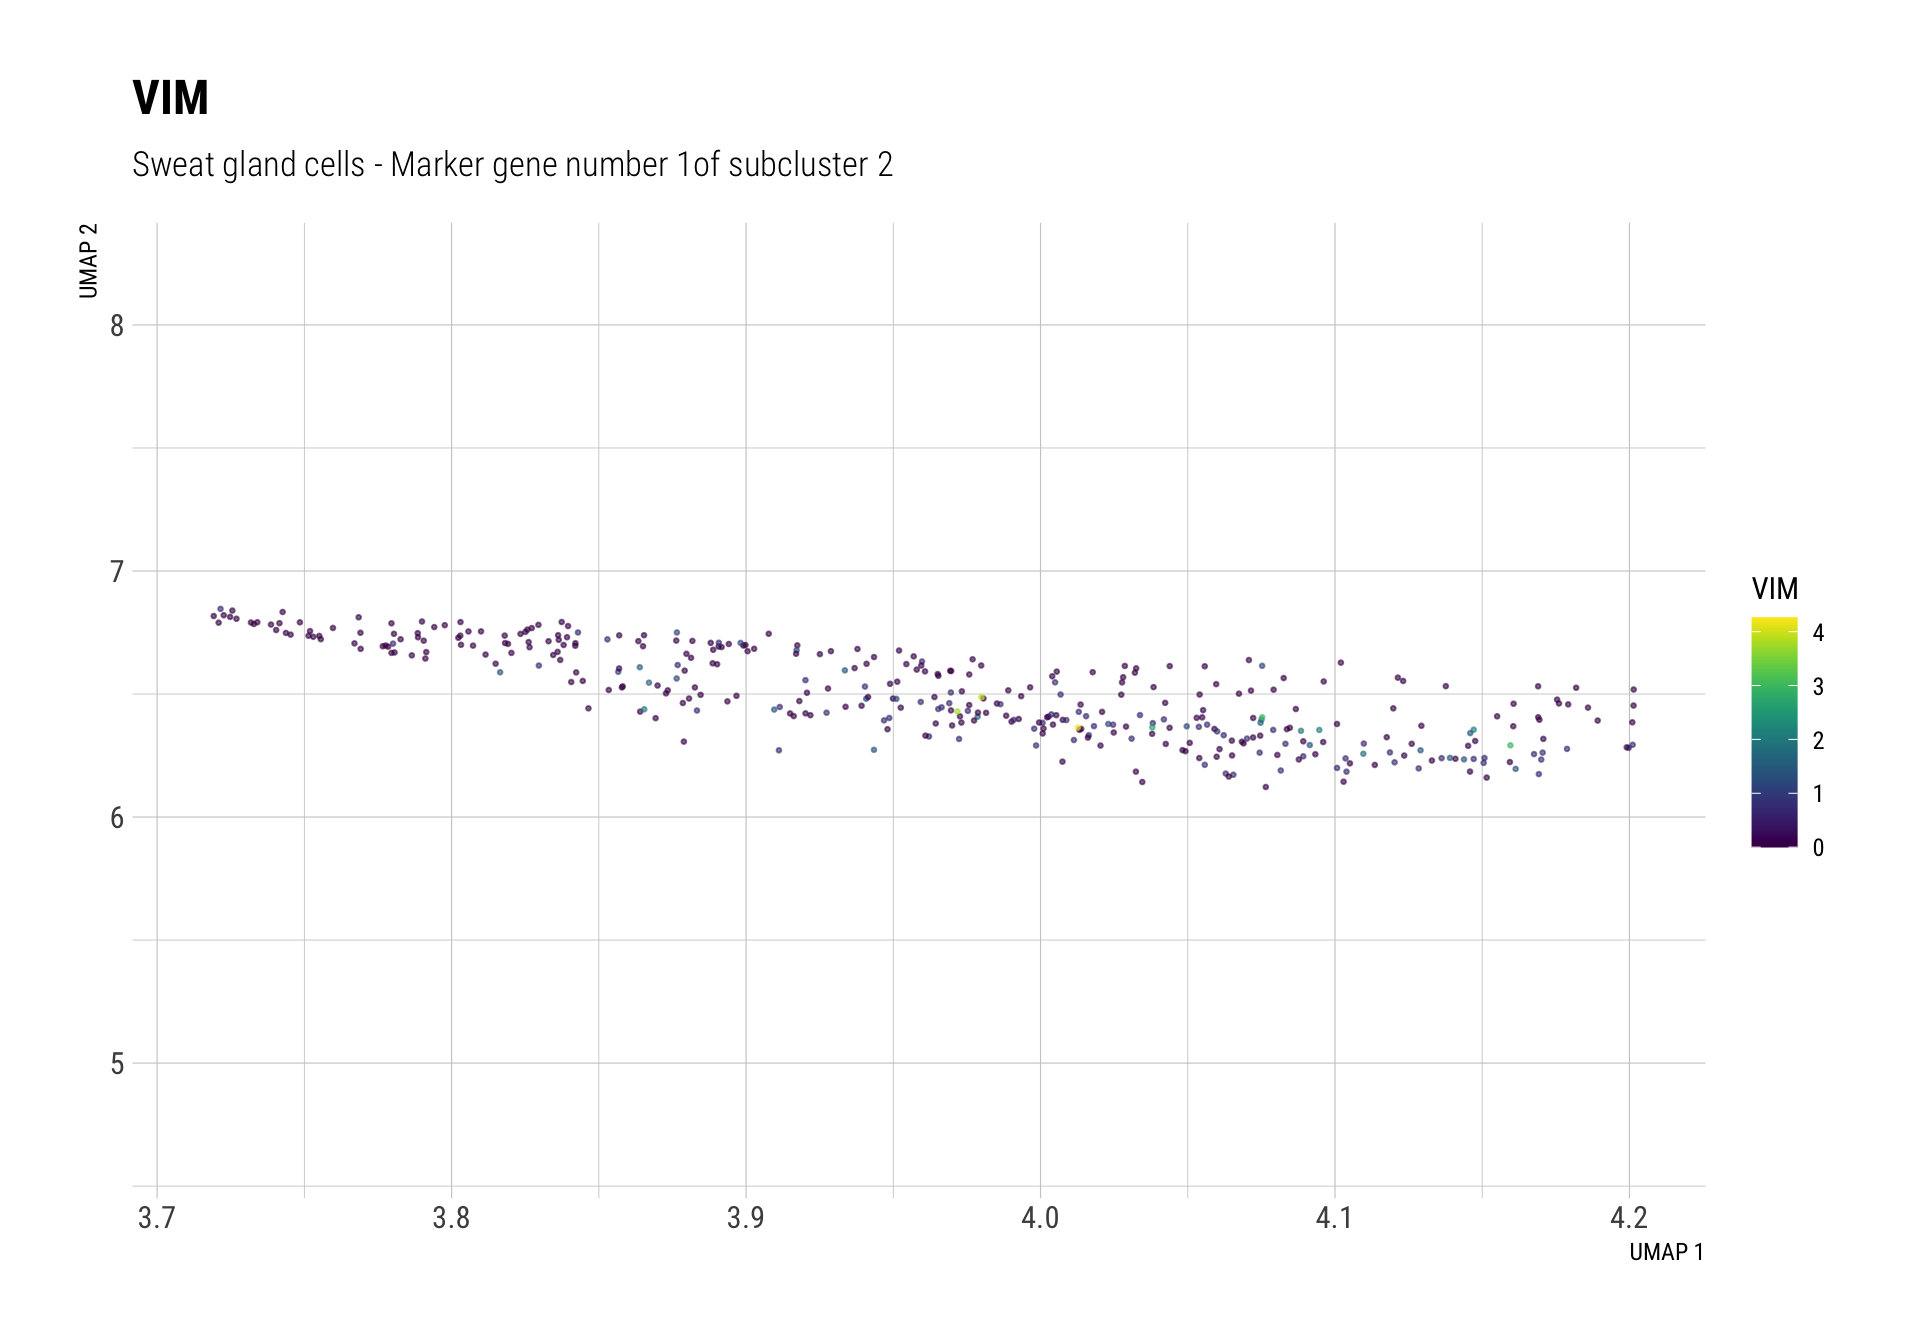 VIM
Sweat gland cells - Marker gene number 1of subcluster 2
UMAP 2
8
7
6
5
3.7 3.8 3.9 4.0 4.1 4.2
UMAP 1
VIM
4
3
2
1
0